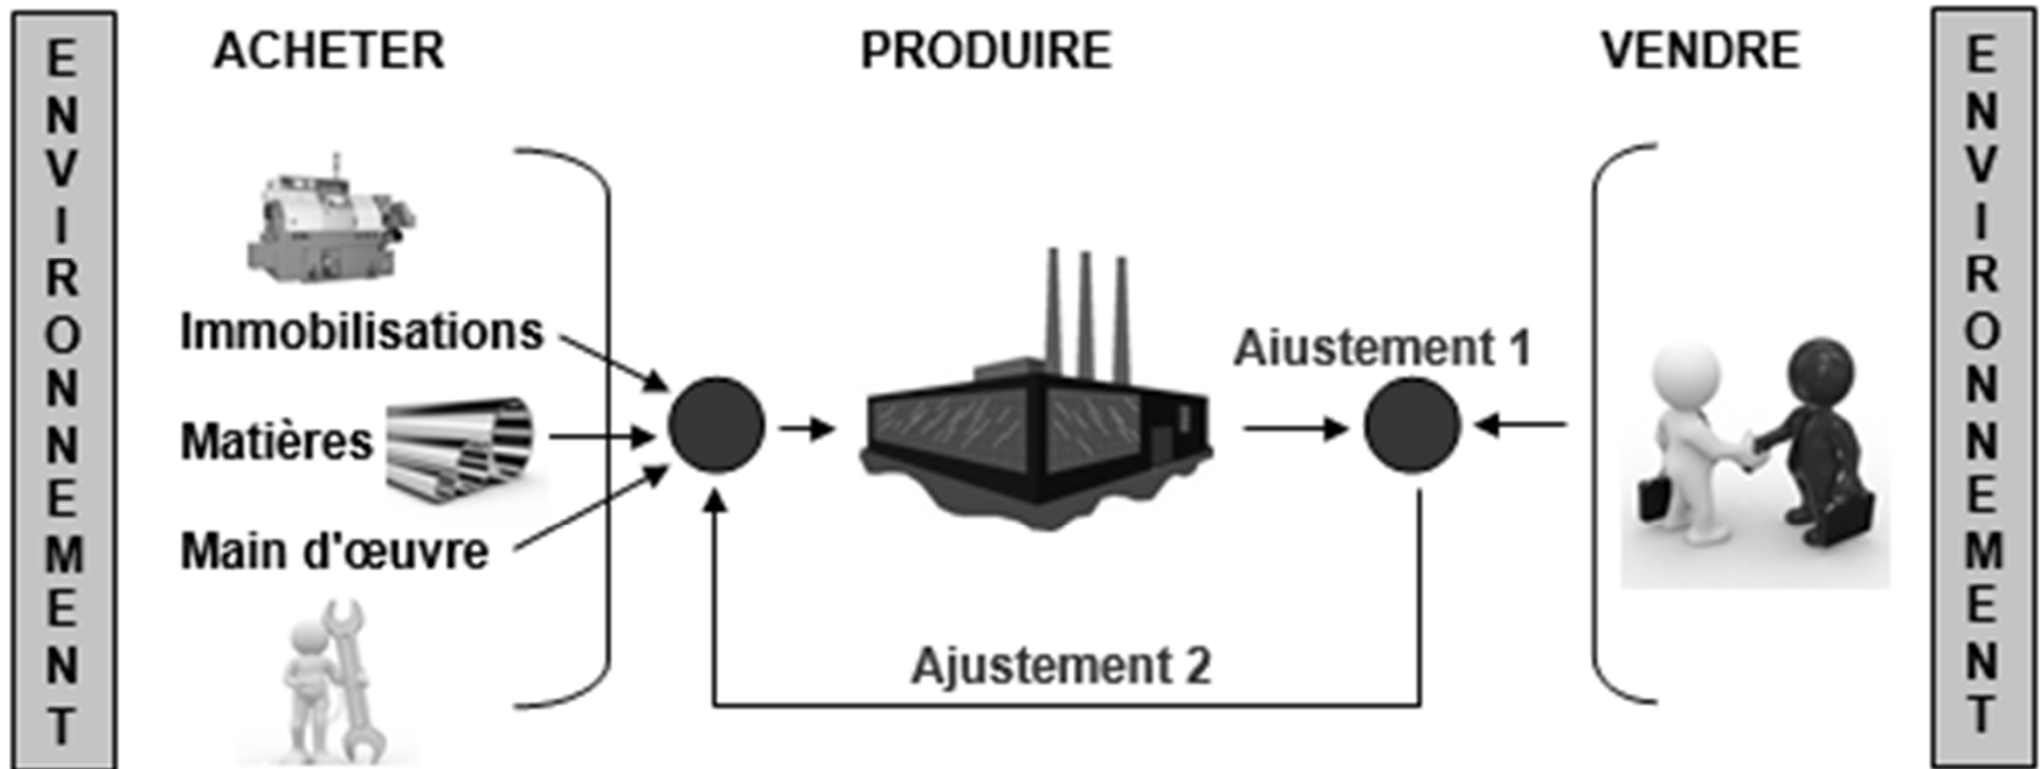 ENVIRONNEMENT
ACHETER
PRODUIRE
VENDRE
ENVIRONNEMENT
Immobilisations
Matières
Main d'œuvre
Aiustement 1
Ajustement 2